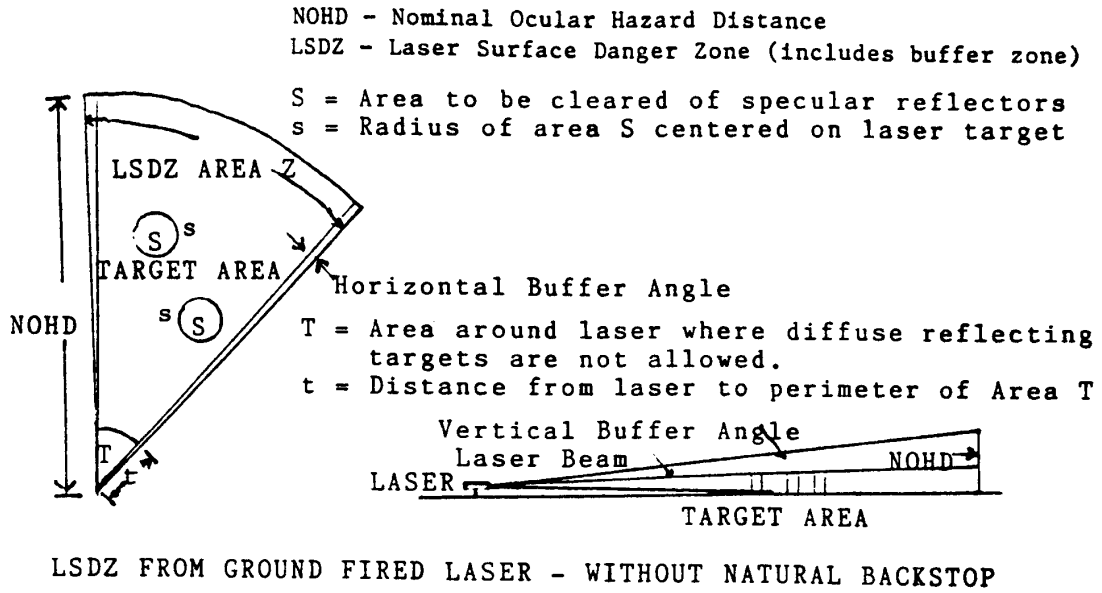 NOHD - Nominal Ocular Hazard Distance
LSDZ - Laser Surface Danger Zone (includes buffer zone)
S = Area to be cleared of specular reflectors
s = Radius of area S centered on laser target
LSDZ AREA Z
S s
TARGET AREA
s S
Horizontal Buffer Angle
NOHD
T = Area around laser where diffuse reflecting
targets are not allowed.
t = Distance from laser to perimeter of Area T
T
t
Vertical Buffer Angle
Laser Beam
NOHD
LASER
TARGET AREA
LSDZ FROM GROUND FIRED LASER - WITHOUT NATURAL BACKSTOP